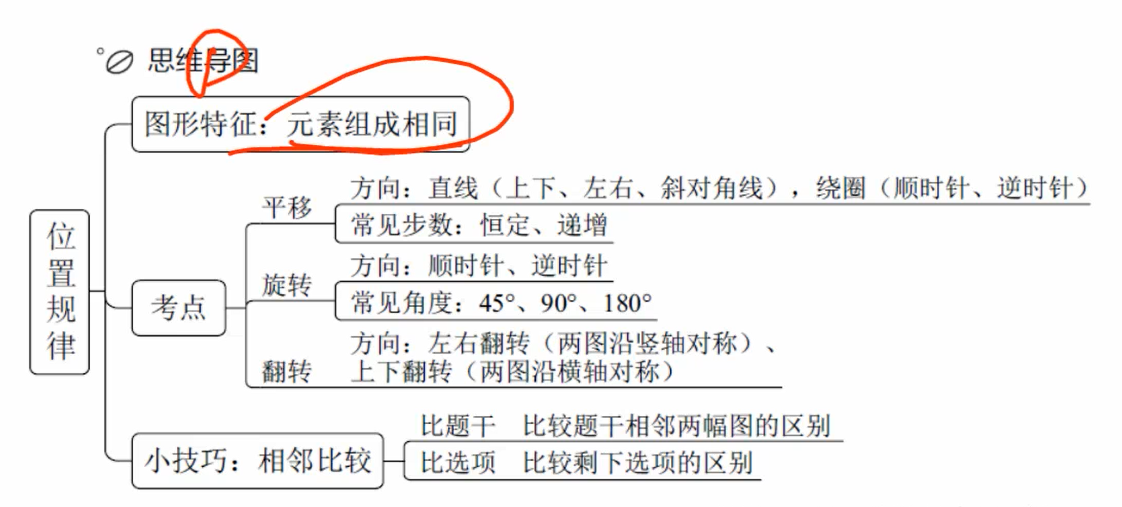 思维导图
图形特征：元素组成相同
方向：直线（上下、左右、斜对角线），绕圈（顺时针、逆时针）
平移
常见步数：恒定、递增
位置规律
考点
方向：顺时针、逆时针
旋转
常见角度：45°、90°、180°
方向：左右翻转（两图沿竖轴对称）、
翻转 上下翻转（两图沿横轴对称）
小技巧：相邻比较
比题干 比较题干相邻两幅图的区别
比选项 比较剩下选项的区别